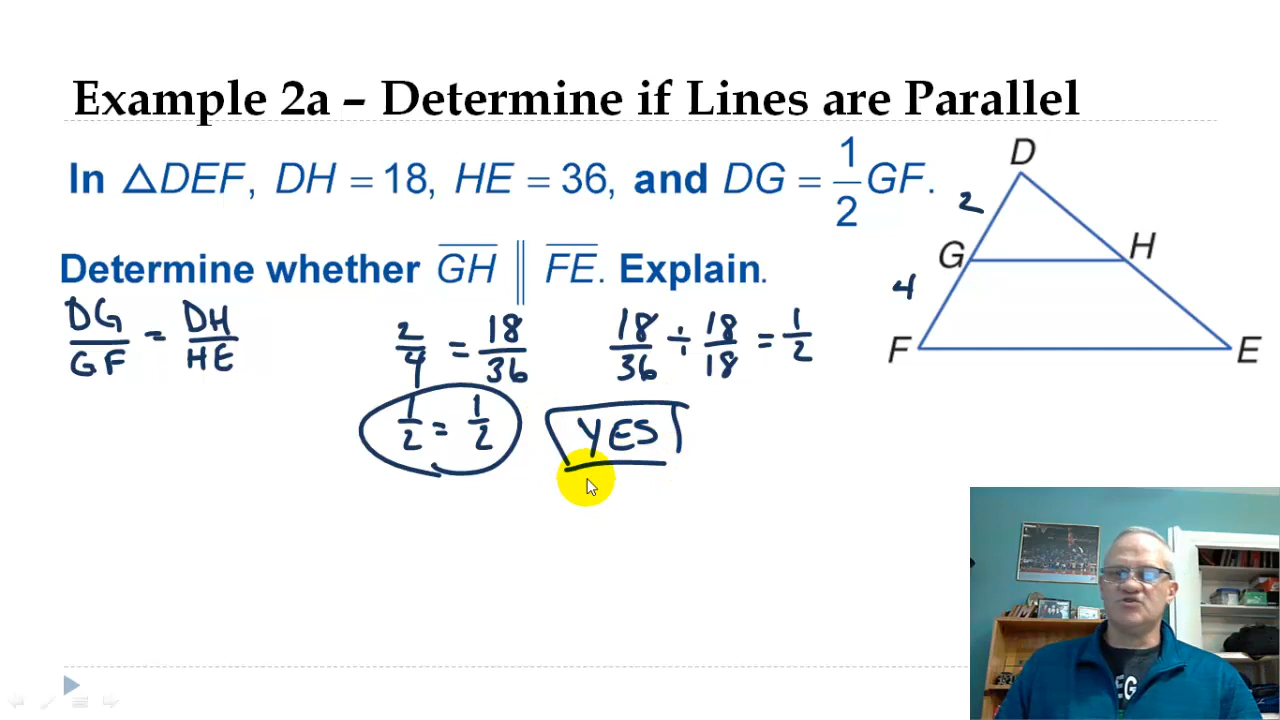 Example 2a – Determine if Lines are Parallel
In △DEF, DH = 18, HE = 36, and DG = 1/2 GF.
Determine whether GH ∥ FE. Explain.
DG/GF = DH/HE
2/4 = 18/36
18/36 ÷ 18/18 = 1/2
1/2 = 1/2
YES
D
2
G
H
4
F
E
EG